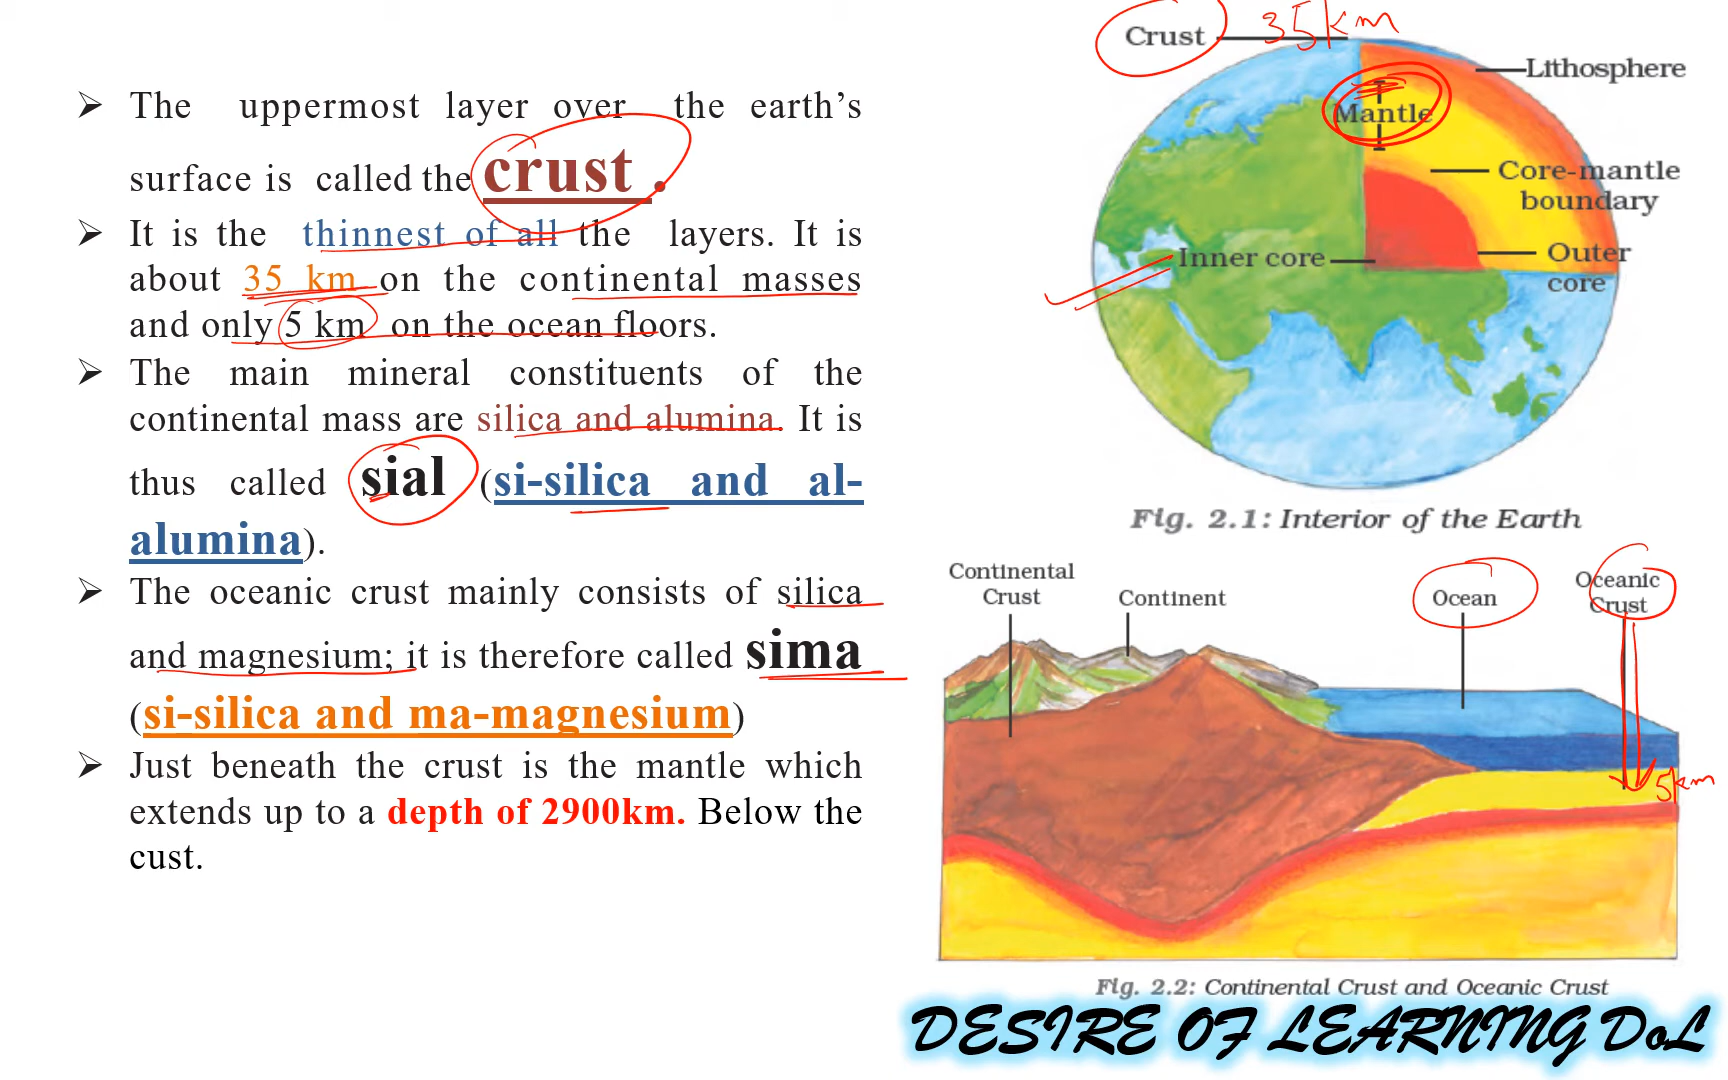 ➢ The uppermost layer over the earth's
surface is called the crust .
➢ It is the thinnest of all the layers. It is
about 35 km on the continental masses
and only 5 km on the ocean floors.
➢ The main mineral constituents of the
continental mass are silica and alumina. It is
thus called sial (si-silica and al-
alumina).
➢ The oceanic crust mainly consists of silica
and magnesium; it is therefore called sima
(si-silica and ma-magnesium)
➢ Just beneath the crust is the mantle which
extends up to a depth of 2900km. Below the
cust.
Crust
35km
Lithosphere
Mantle
Core-mantle
boundary
Inner core
Outer
core
Fig. 2.1: Interior of the Earth
Continental
Crust
Continent
Ocean
Oceanic
Crust
5km
Fig. 2.2: Continental Crust and Oceanic Crust
DESIRE OF LEARNING DoL